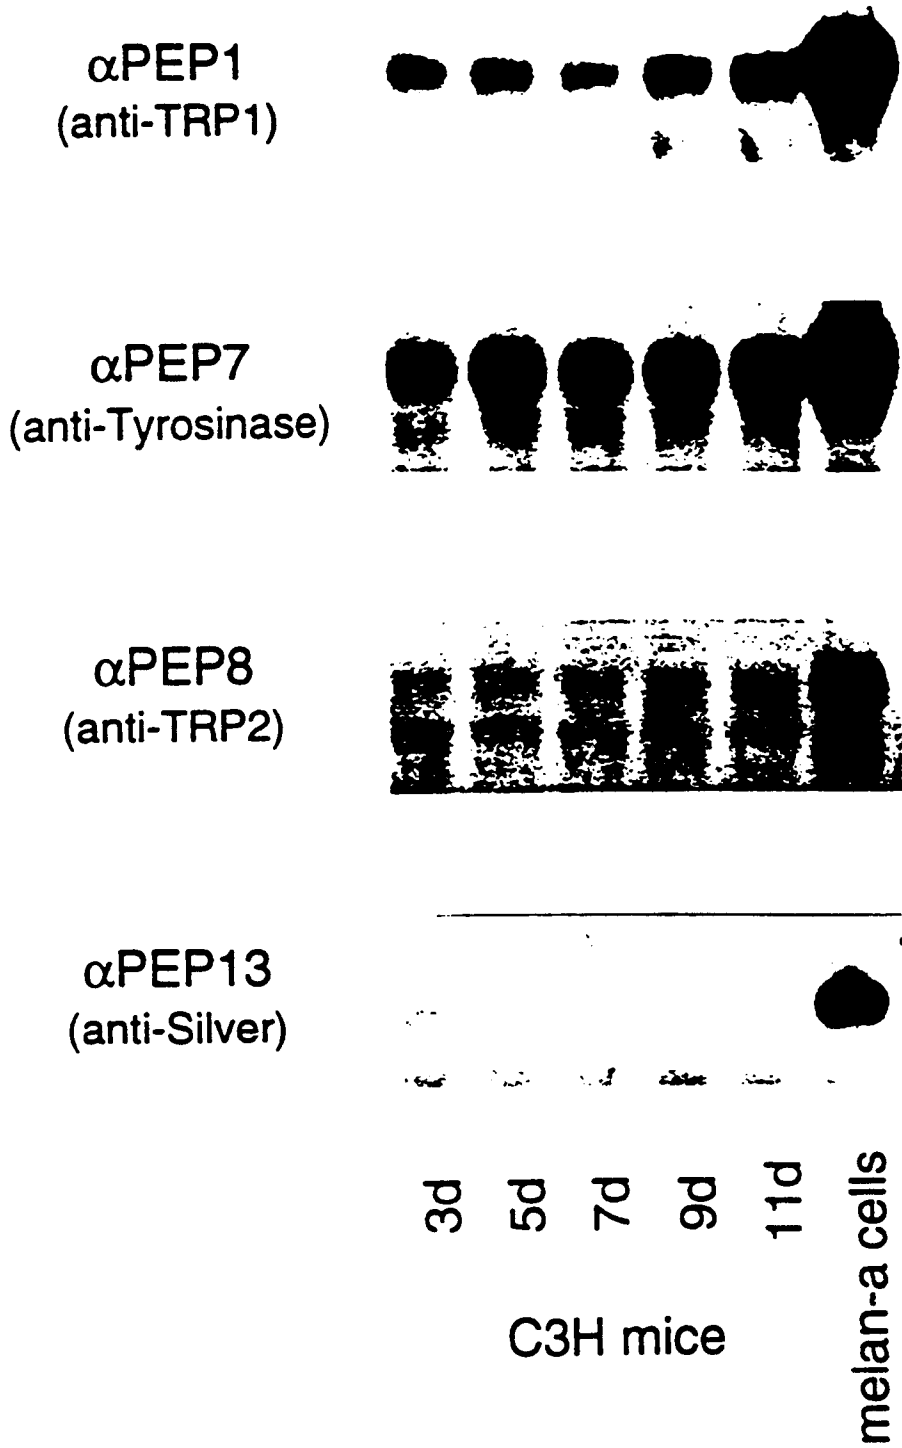 αPEP1
(anti-TRP1)
αPEP7
(anti-Tyrosinase)
αPEP8
(anti-TRP2)
αPEP13
(anti-Silver)
3d
5d
7d
9d
11d
melan-a cells
C3H mice